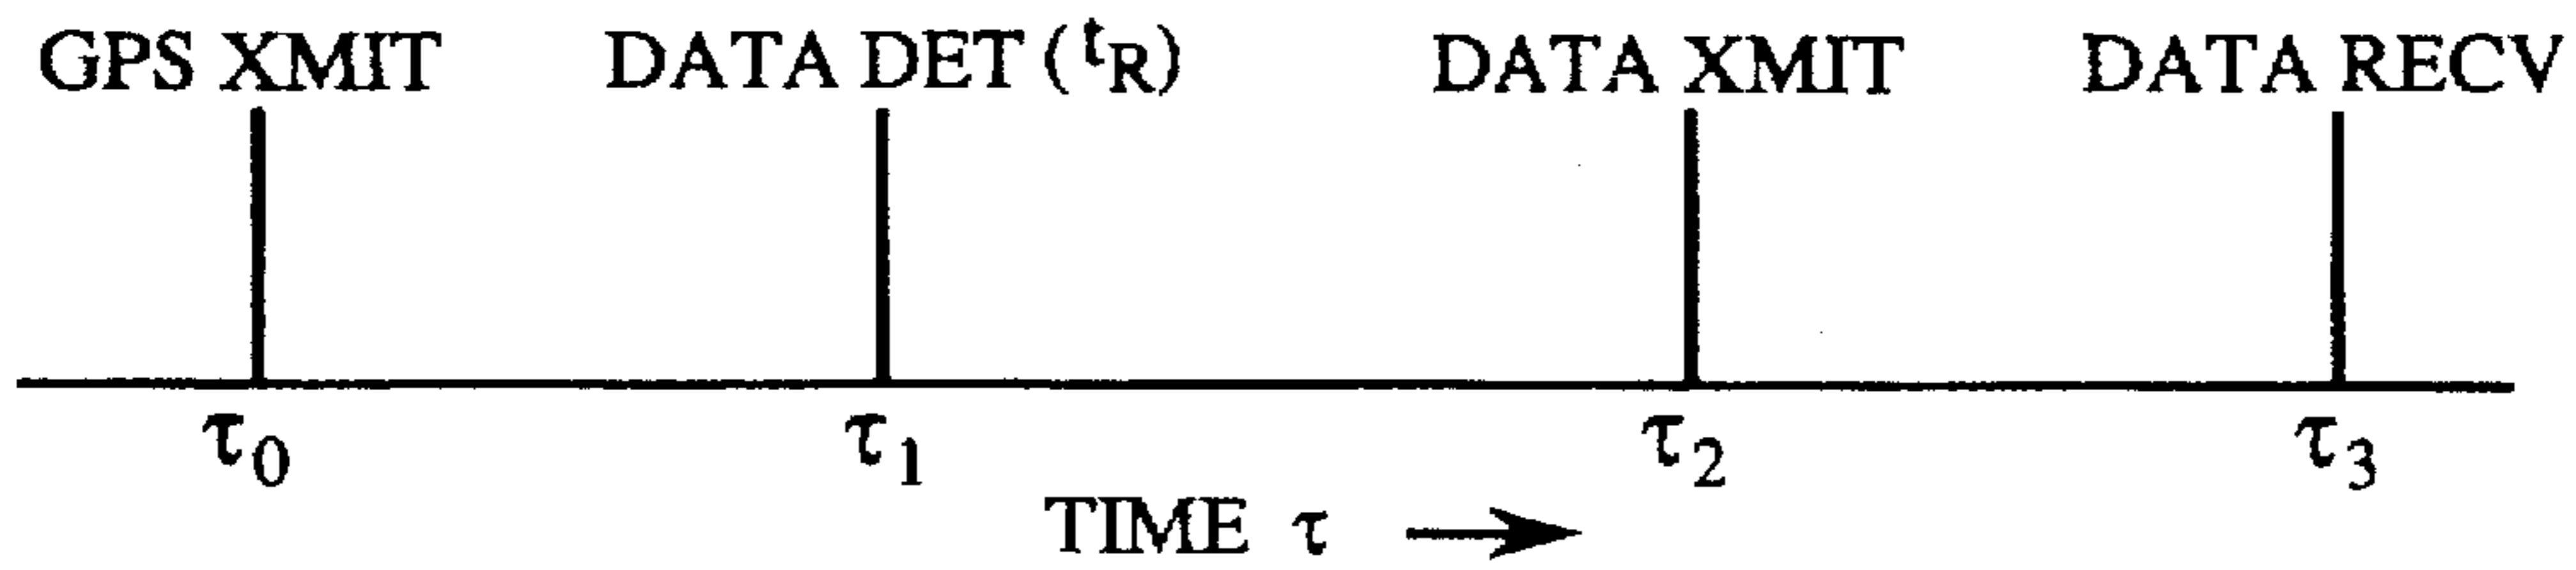 GPS XMIT DATA DET (tR) DATA XMIT DATA RECV
τ0 τ1 τ2 τ3
TIME τ